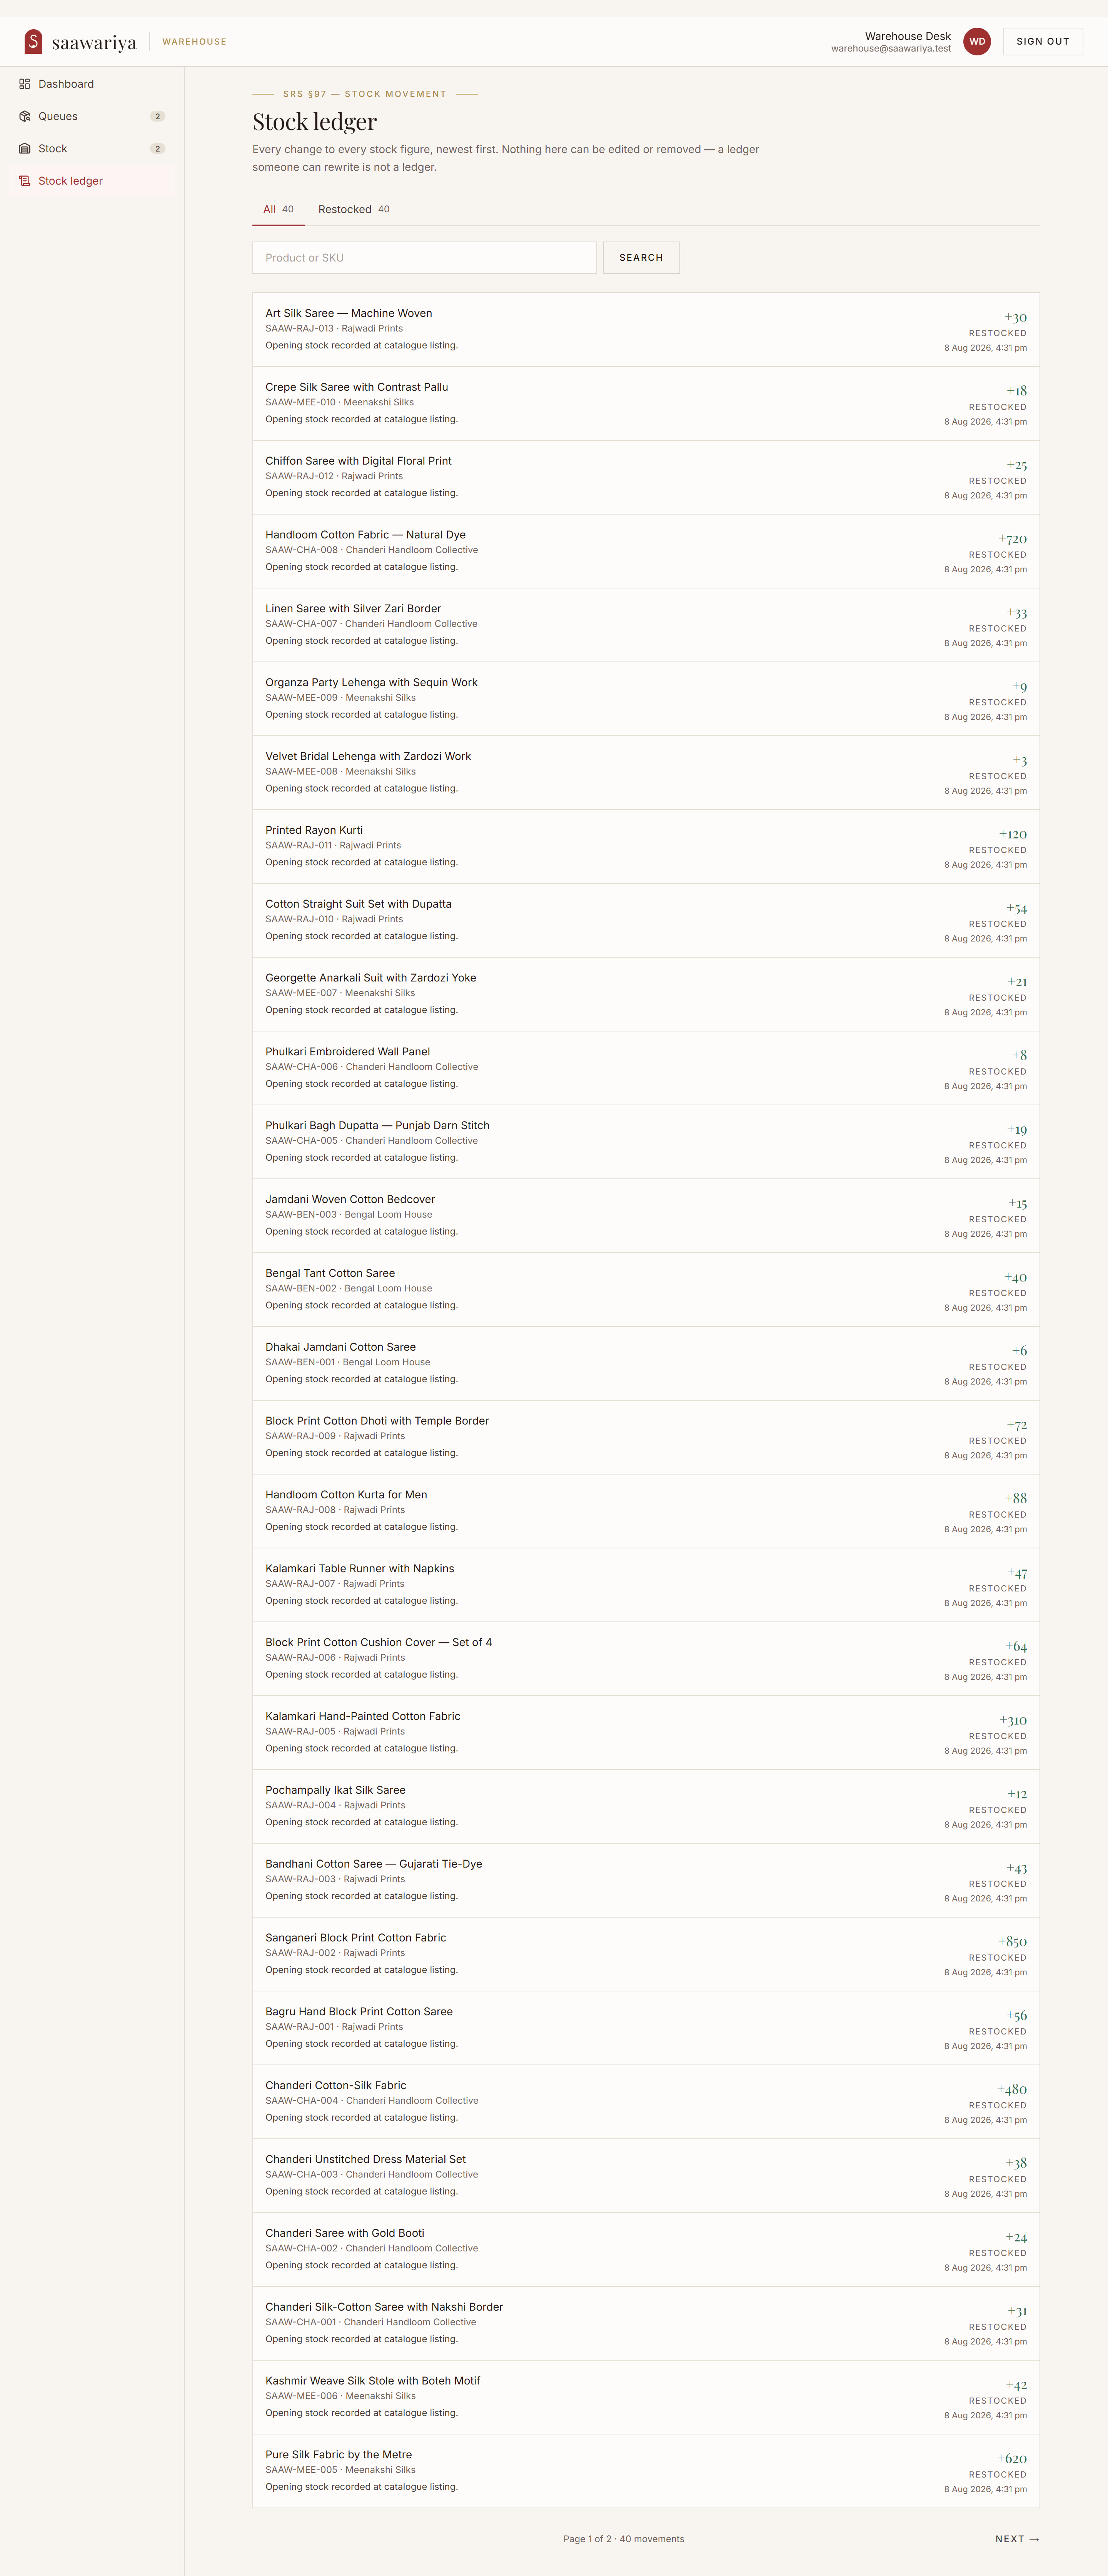 saawariya
WAREHOUSE
Warehouse Desk
warehouse@saawariya.test
WD
SIGN OUT
Dashboard
Queues 2
Stock 2
Stock ledger
SRS §97 — STOCK MOVEMENT
Stock ledger
Every change to every stock figure, newest first. Nothing here can be edited or removed — a ledger
someone can rewrite is not a ledger.
All 40 Restocked 40
Product or SKU
SEARCH
Art Silk Saree — Machine Woven
SAAW-RAJ-013 · Rajwadi Prints
Opening stock recorded at catalogue listing.
+30
RESTOCKED
8 Aug 2026, 4:31 pm
Crepe Silk Saree with Contrast Pallu
SAAW-MEE-010 · Meenakshi Silks
Opening stock recorded at catalogue listing.
+18
RESTOCKED
8 Aug 2026, 4:31 pm
Chiffon Saree with Digital Floral Print
SAAW-RAJ-012 · Rajwadi Prints
Opening stock recorded at catalogue listing.
+25
RESTOCKED
8 Aug 2026, 4:31 pm
Handloom Cotton Fabric — Natural Dye
SAAW-CHA-008 · Chanderi Handloom Collective
Opening stock recorded at catalogue listing.
+720
RESTOCKED
8 Aug 2026, 4:31 pm
Linen Saree with Silver Zari Border
SAAW-CHA-007 · Chanderi Handloom Collective
Opening stock recorded at catalogue listing.
+33
RESTOCKED
8 Aug 2026, 4:31 pm
Organza Party Lehenga with Sequin Work
SAAW-MEE-009 · Meenakshi Silks
Opening stock recorded at catalogue listing.
+9
RESTOCKED
8 Aug 2026, 4:31 pm
Velvet Bridal Lehenga with Zardozi Work
SAAW-MEE-008 · Meenakshi Silks
Opening stock recorded at catalogue listing.
+3
RESTOCKED
8 Aug 2026, 4:31 pm
Printed Rayon Kurti
SAAW-RAJ-011 · Rajwadi Prints
Opening stock recorded at catalogue listing.
+120
RESTOCKED
8 Aug 2026, 4:31 pm
Cotton Straight Suit Set with Dupatta
SAAW-RAJ-010 · Rajwadi Prints
Opening stock recorded at catalogue listing.
+54
RESTOCKED
8 Aug 2026, 4:31 pm
Georgette Anarkali Suit with Zardozi Yoke
SAAW-MEE-007 · Meenakshi Silks
Opening stock recorded at catalogue listing.
+21
RESTOCKED
8 Aug 2026, 4:31 pm
Phulkari Embroidered Wall Panel
SAAW-CHA-006 · Chanderi Handloom Collective
Opening stock recorded at catalogue listing.
+8
RESTOCKED
8 Aug 2026, 4:31 pm
Phulkari Bagh Dupatta — Punjab Darn Stitch
SAAW-CHA-005 · Chanderi Handloom Collective
Opening stock recorded at catalogue listing.
+19
RESTOCKED
8 Aug 2026, 4:31 pm
Jamdani Woven Cotton Bedcover
SAAW-BEN-003 · Bengal Loom House
Opening stock recorded at catalogue listing.
+15
RESTOCKED
8 Aug 2026, 4:31 pm
Bengal Tant Cotton Saree
SAAW-BEN-002 · Bengal Loom House
Opening stock recorded at catalogue listing.
+40
RESTOCKED
8 Aug 2026, 4:31 pm
Dhakai Jamdani Cotton Saree
SAAW-BEN-001 · Bengal Loom House
Opening stock recorded at catalogue listing.
+6
RESTOCKED
8 Aug 2026, 4:31 pm
Block Print Cotton Dhoti with Temple Border
SAAW-RAJ-009 · Rajwadi Prints
Opening stock recorded at catalogue listing.
+72
RESTOCKED
8 Aug 2026, 4:31 pm
Handloom Cotton Kurta for Men
SAAW-RAJ-008 · Rajwadi Prints
Opening stock recorded at catalogue listing.
+88
RESTOCKED
8 Aug 2026, 4:31 pm
Kalamkari Table Runner with Napkins
SAAW-RAJ-007 · Rajwadi Prints
Opening stock recorded at catalogue listing.
+47
RESTOCKED
8 Aug 2026, 4:31 pm
Block Print Cotton Cushion Cover — Set of 4
SAAW-RAJ-006 · Rajwadi Prints
Opening stock recorded at catalogue listing.
+64
RESTOCKED
8 Aug 2026, 4:31 pm
Kalamkari Hand-Painted Cotton Fabric
SAAW-RAJ-005 · Rajwadi Prints
Opening stock recorded at catalogue listing.
+310
RESTOCKED
8 Aug 2026, 4:31 pm
Pochampally Ikat Silk Saree
SAAW-RAJ-004 · Rajwadi Prints
Opening stock recorded at catalogue listing.
+12
RESTOCKED
8 Aug 2026, 4:31 pm
Bandhani Cotton Saree — Gujarati Tie-Dye
SAAW-RAJ-003 · Rajwadi Prints
Opening stock recorded at catalogue listing.
+43
RESTOCKED
8 Aug 2026, 4:31 pm
Sanganeri Block Print Cotton Fabric
SAAW-RAJ-002 · Rajwadi Prints
Opening stock recorded at catalogue listing.
+850
RESTOCKED
8 Aug 2026, 4:31 pm
Bagru Hand Block Print Cotton Saree
SAAW-RAJ-001 · Rajwadi Prints
Opening stock recorded at catalogue listing.
+56
RESTOCKED
8 Aug 2026, 4:31 pm
Chanderi Cotton-Silk Fabric
SAAW-CHA-004 · Chanderi Handloom Collective
Opening stock recorded at catalogue listing.
+480
RESTOCKED
8 Aug 2026, 4:31 pm
Chanderi Unstitched Dress Material Set
SAAW-CHA-003 · Chanderi Handloom Collective
Opening stock recorded at catalogue listing.
+38
RESTOCKED
8 Aug 2026, 4:31 pm
Chanderi Saree with Gold Booti
SAAW-CHA-002 · Chanderi Handloom Collective
Opening stock recorded at catalogue listing.
+24
RESTOCKED
8 Aug 2026, 4:31 pm
Chanderi Silk-Cotton Saree with Nakshi Border
SAAW-CHA-001 · Chanderi Handloom Collective
Opening stock recorded at catalogue listing.
+31
RESTOCKED
8 Aug 2026, 4:31 pm
Kashmir Weave Silk Stole with Boteh Motif
SAAW-MEE-006 · Meenakshi Silks
Opening stock recorded at catalogue listing.
+42
RESTOCKED
8 Aug 2026, 4:31 pm
Pure Silk Fabric by the Metre
SAAW-MEE-005 · Meenakshi Silks
Opening stock recorded at catalogue listing.
+620
RESTOCKED
8 Aug 2026, 4:31 pm
Page 1 of 2 · 40 movements
NEXT →